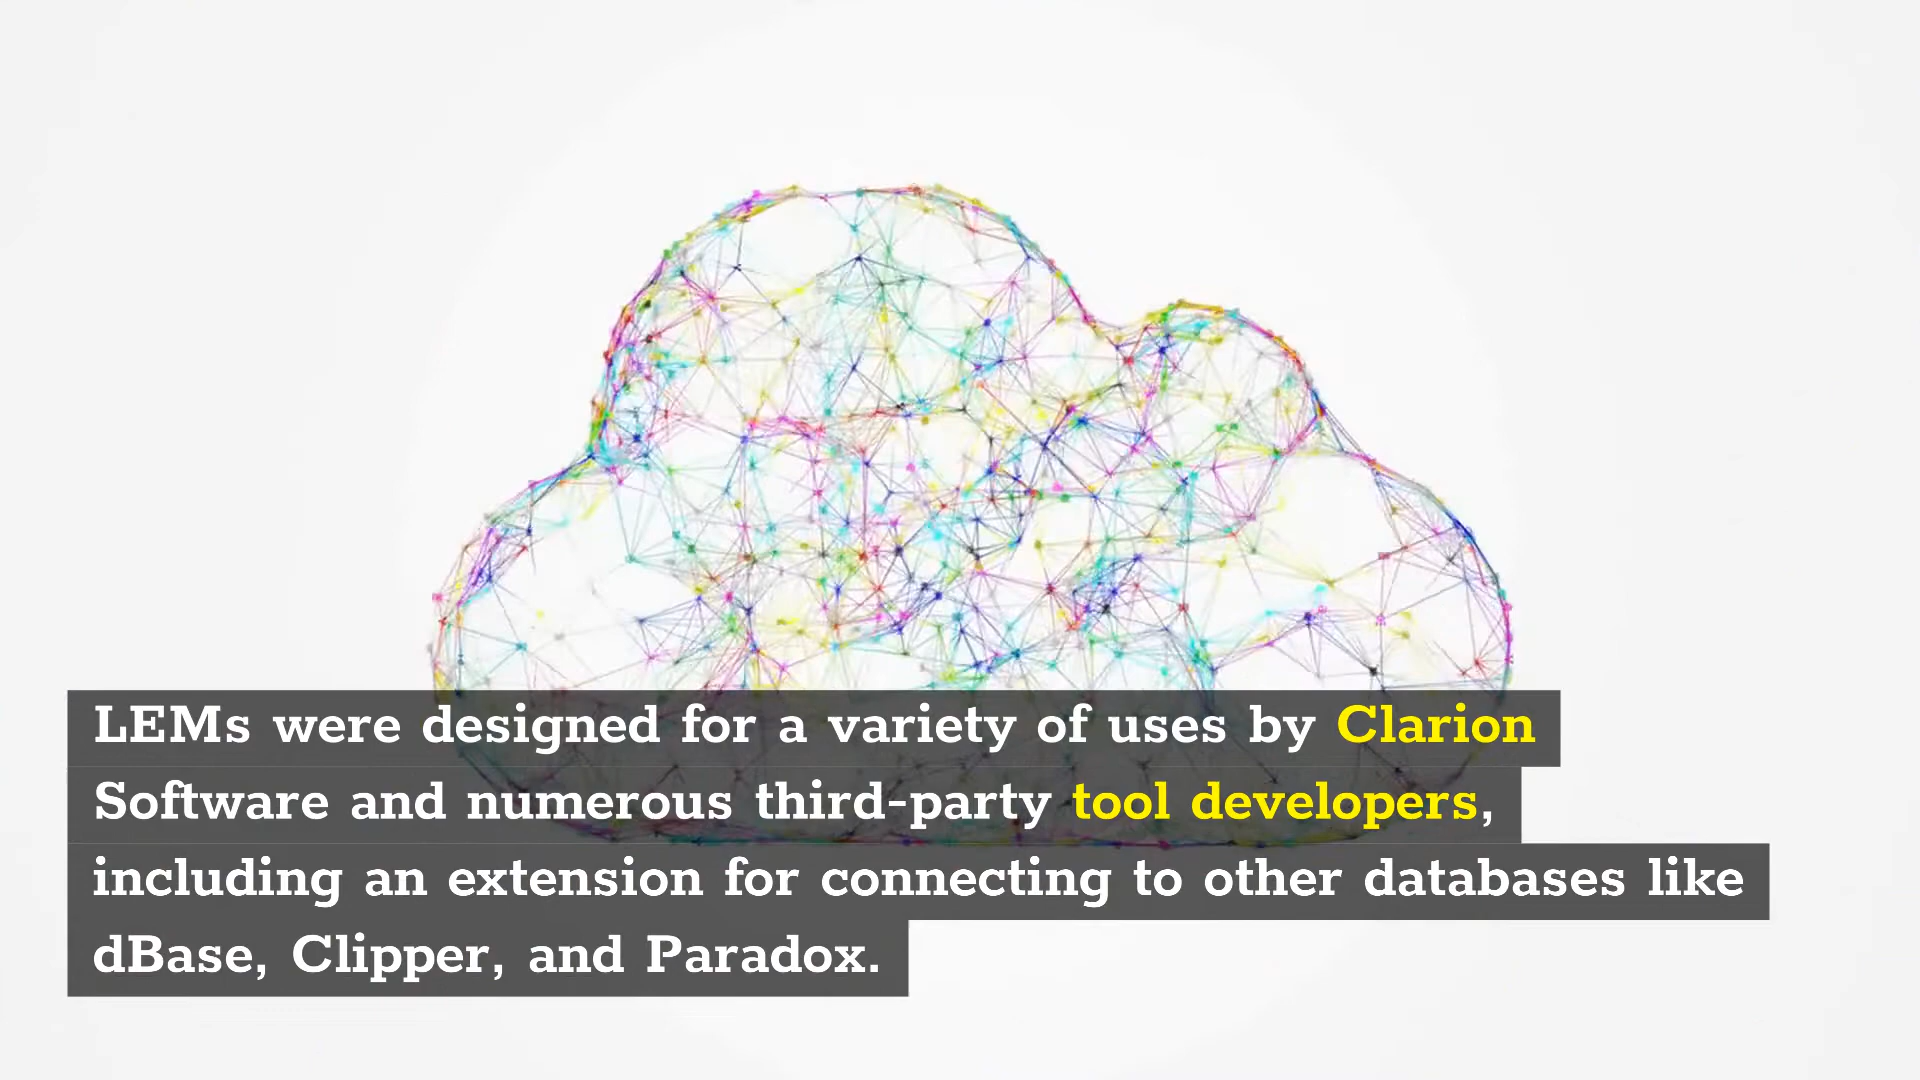 LEMs were designed for a variety of uses by Clarion
Software and numerous third-party tool developers,
including an extension for connecting to other databases like
dBase, Clipper, and Paradox.